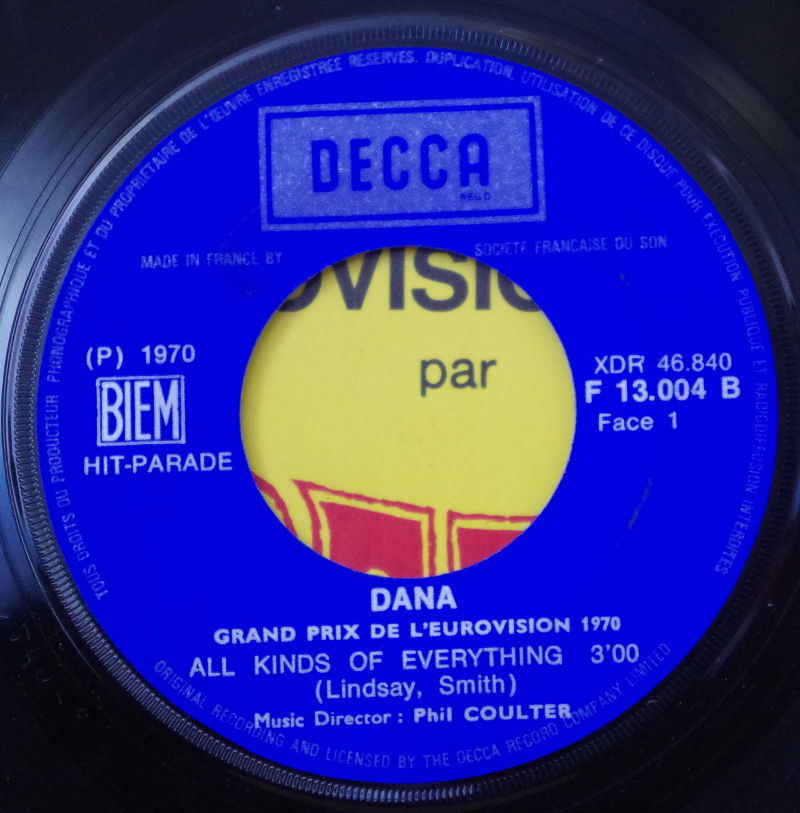 TOUS DROITS DU PRODUCTEUR PHONOGRAPHIQUE ET DU PROPRIETAIRE DE L'ŒUVRE ENREGISTREE RESERVES. DUPLICATION, UTILISATION DE CE DISQUE POUR EXECUTION PUBLIQUE ET RADIODIFFUSION INTERDITES
DECCA
REGD
MADE IN FRANCE BY SOCIETE FRANCAISE DU SON
OVISIO
par
(P) 1970
BIEM
HIT-PARADE
XDR 46.840
F 13.004 B
Face 1
DANA
GRAND PRIX DE L'EUROVISION 1970
ALL KINDS OF EVERYTHING 3'00
(Lindsay, Smith)
Music Director : Phil COULTER
ORIGINAL RECORDING AND LICENSED BY THE DECCA RECORD COMPANY LIMITED